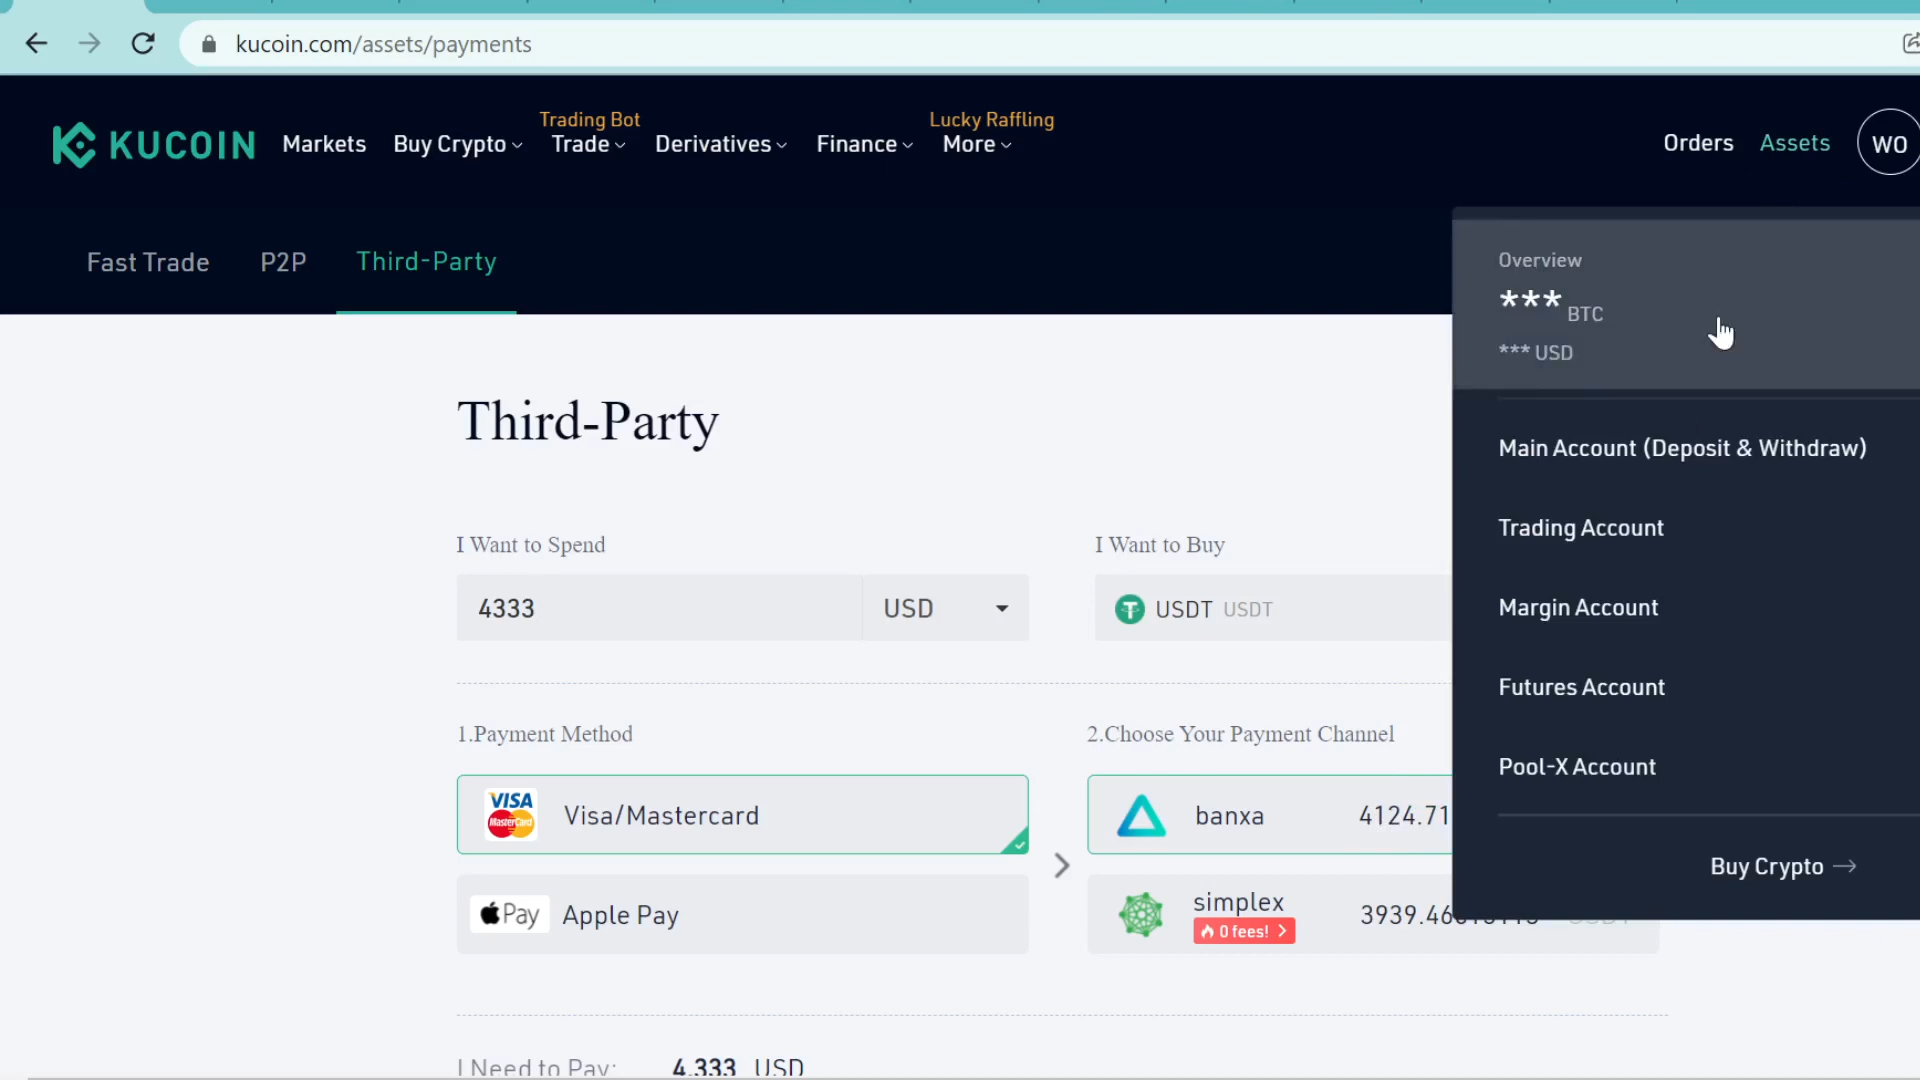 kucoin.com/assets/payments
KUCOIN Markets Buy Crypto Trading Bot Trade Derivatives Finance Lucky Raffling More Orders Assets WO
Fast Trade P2P Third-Party
Overview
*** BTC
*** USD
Third-Party
Main Account (Deposit & Withdraw)
Trading Account
I Want to Spend I Want to Buy
4333 USD USDT USDT
Margin Account
Futures Account
1.Payment Method 2.Choose Your Payment Channel
Pool-X Account
VISA MasterCard Visa/Mastercard banxa 4124.71
Buy Crypto
Pay Apple Pay simplex 3939.46
0 fees!
I Need to Pay: 4,333 USD